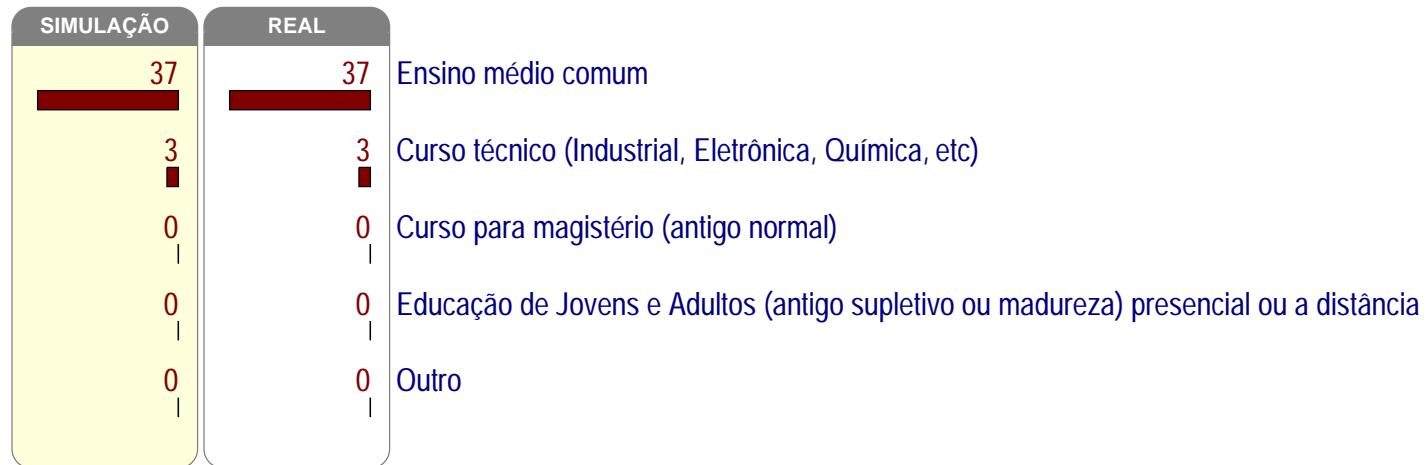 SIMULAÇÃO REAL
37 37 Ensino médio comum
3 3 Curso técnico (Industrial, Eletrônica, Química, etc)
0 0 Curso para magistério (antigo normal)
0 0 Educação de Jovens e Adultos (antigo supletivo ou madureza) presencial ou a distância
0 0 Outro